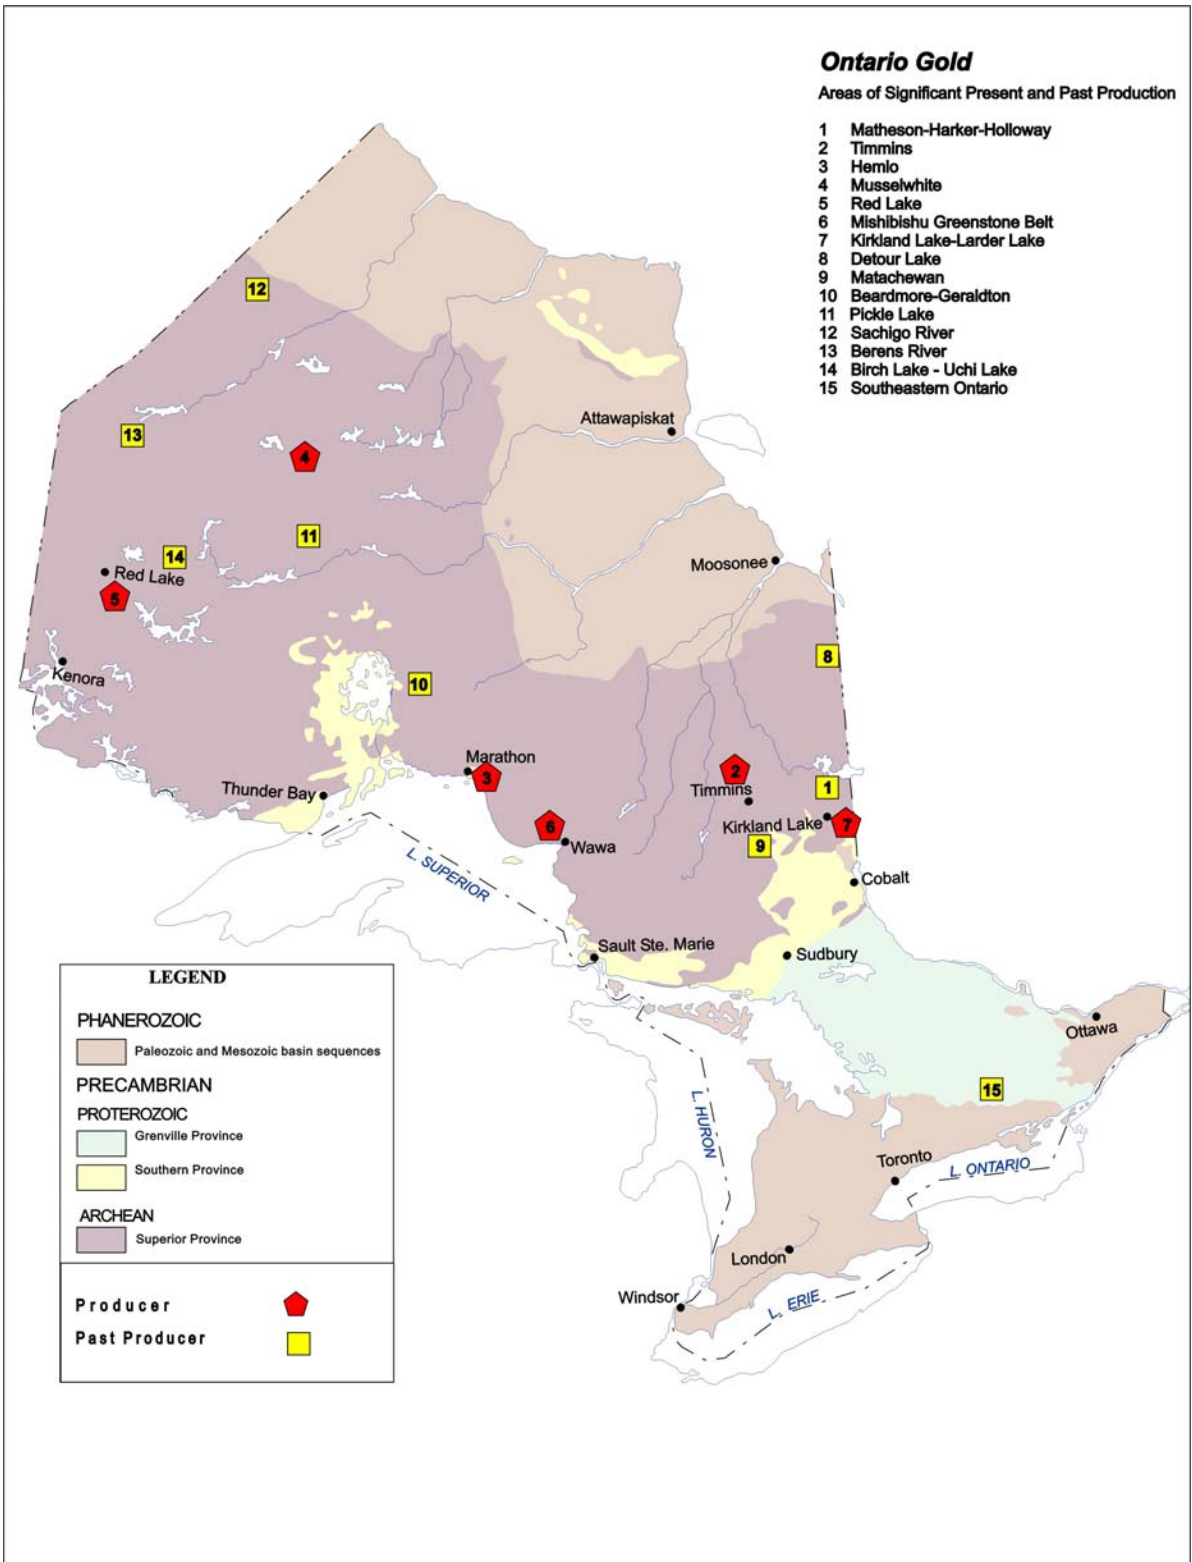 Ontario Gold
Areas of Significant Present and Past Production
1 Matheson-Harker-Holloway
2 Timmins
3 Hemlo
4 Musselwhite
5 Red Lake
6 Mishibishu Greenstone Belt
7 Kirkland Lake-Larder Lake
8 Detour Lake
9 Matachewan
10 Beardmore-Geraldton
11 Pickle Lake
12 Sachigo River
13 Berens River
14 Birch Lake - Uchi Lake
15 Southeastern Ontario
12
Attawapiskat
13
4
11
14
Moosonee
Red Lake
5
8
Kenora
10
Marathon
3
2
Timmins
1
Thunder Bay
6
Kirkland Lake
7
Wawa
9
L. SUPERIOR
Cobalt
Sault Ste. Marie
Sudbury
Ottawa
15
L. HURON
Toronto
L. ONTARIO
London
Windsor
L. ERIE
LEGEND
PHANEROZOIC
Paleozoic and Mesozoic basin sequences
PRECAMBRIAN
PROTEROZOIC
Grenville Province
Southern Province
ARCHEAN
Superior Province
Producer
Past Producer